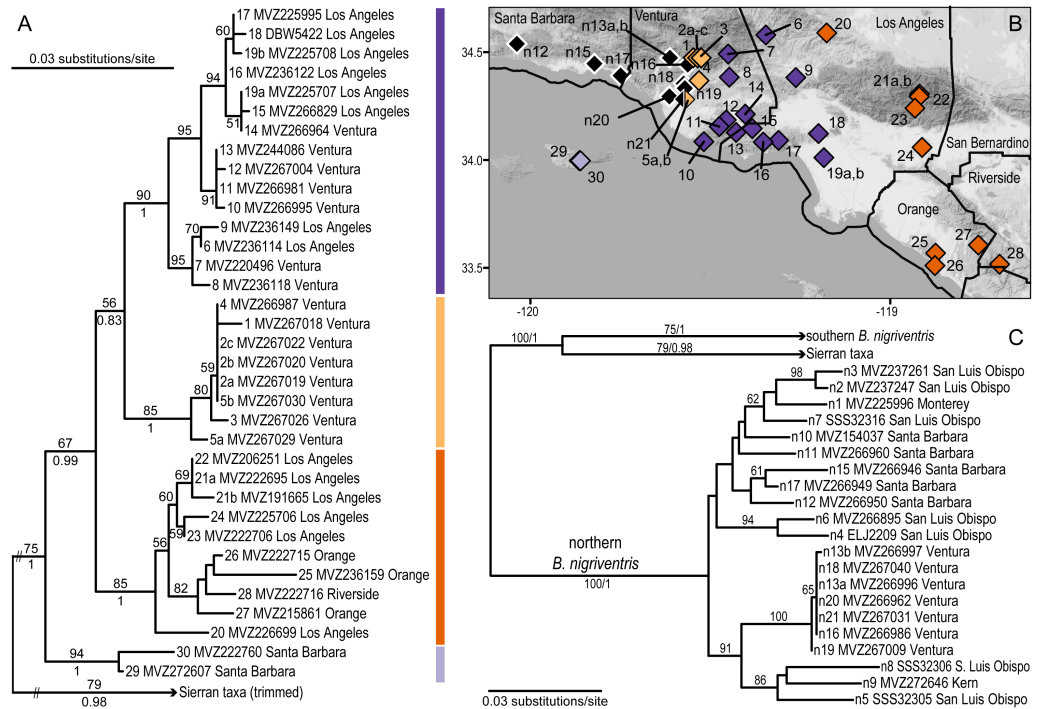 A
0.03 substitutions/site
17 MVZ225995 Los Angeles
60
18 DBW5422 Los Angeles
19b MVZ225708 Los Angeles
94
16 MVZ236122 Los Angeles
19a MVZ225707 Los Angeles
15 MVZ266829 Los Angeles
51
14 MVZ266964 Ventura
95
13 MVZ244086 Ventura
12 MVZ267004 Ventura
11 MVZ266981 Ventura
91
10 MVZ266995 Ventura
90
1
70
9 MVZ236149 Los Angeles
6 MVZ236114 Los Angeles
95
7 MVZ220496 Ventura
8 MVZ236118 Ventura
56
0.83
4 MVZ266987 Ventura
1 MVZ267018 Ventura
2c MVZ267022 Ventura
2b MVZ267020 Ventura
59
2a MVZ267019 Ventura
80
5b MVZ267030 Ventura
85
1
3 MVZ267026 Ventura
5a MVZ267029 Ventura
67
0.99
22 MVZ206251 Los Angeles
69
21a MVZ222695 Los Angeles
60
21b MVZ191665 Los Angeles
24 MVZ225706 Los Angeles
59
23 MVZ222706 Los Angeles
56
26 MVZ222715 Orange
25 MVZ236159 Orange
85
1
82
28 MVZ222716 Riverside
27 MVZ215861 Orange
20 MVZ226699 Los Angeles
75
1
94
1
30 MVZ222760 Santa Barbara
29 MVZ272607 Santa Barbara
79
0.98
Sierran taxa (trimmed)
B
Santa Barbara
Ventura
Los Angeles
San Bernardino
Riverside
Orange
34.5
34.0
33.5
-120
-119
n12
n15
n13a,b
n17
n16
n18
n19
n20
n21
5a,b
1
2a-c
3
4
6
7
8
9
10
11
12
13
14
15
16
17
18
19a,b
20
21a,b
22
23
24
25
26
27
28
29
30
C
100/1
75/1
southern B. nigriventris
79/0.98
Sierran taxa
98
n3 MVZ237261 San Luis Obispo
n2 MVZ237247 San Luis Obispo
62
n1 MVZ225996 Monterey
n7 SSS32316 San Luis Obispo
n10 MVZ154037 Santa Barbara
n11 MVZ266960 Santa Barbara
61
n15 MVZ266946 Santa Barbara
n17 MVZ266949 Santa Barbara
n12 MVZ266950 Santa Barbara
94
n6 MVZ266895 San Luis Obispo
n4 ELJ2209 San Luis Obispo
northern
B. nigriventris
100/1
n13b MVZ266997 Ventura
n18 MVZ267040 Ventura
65
n13a MVZ266996 Ventura
n20 MVZ266962 Ventura
100
n21 MVZ267031 Ventura
n16 MVZ266986 Ventura
n19 MVZ267009 Ventura
91
n8 SSS32306 S. Luis Obispo
86
n9 MVZ272646 Kern
n5 SSS32305 San Luis Obispo
0.03 substitutions/site